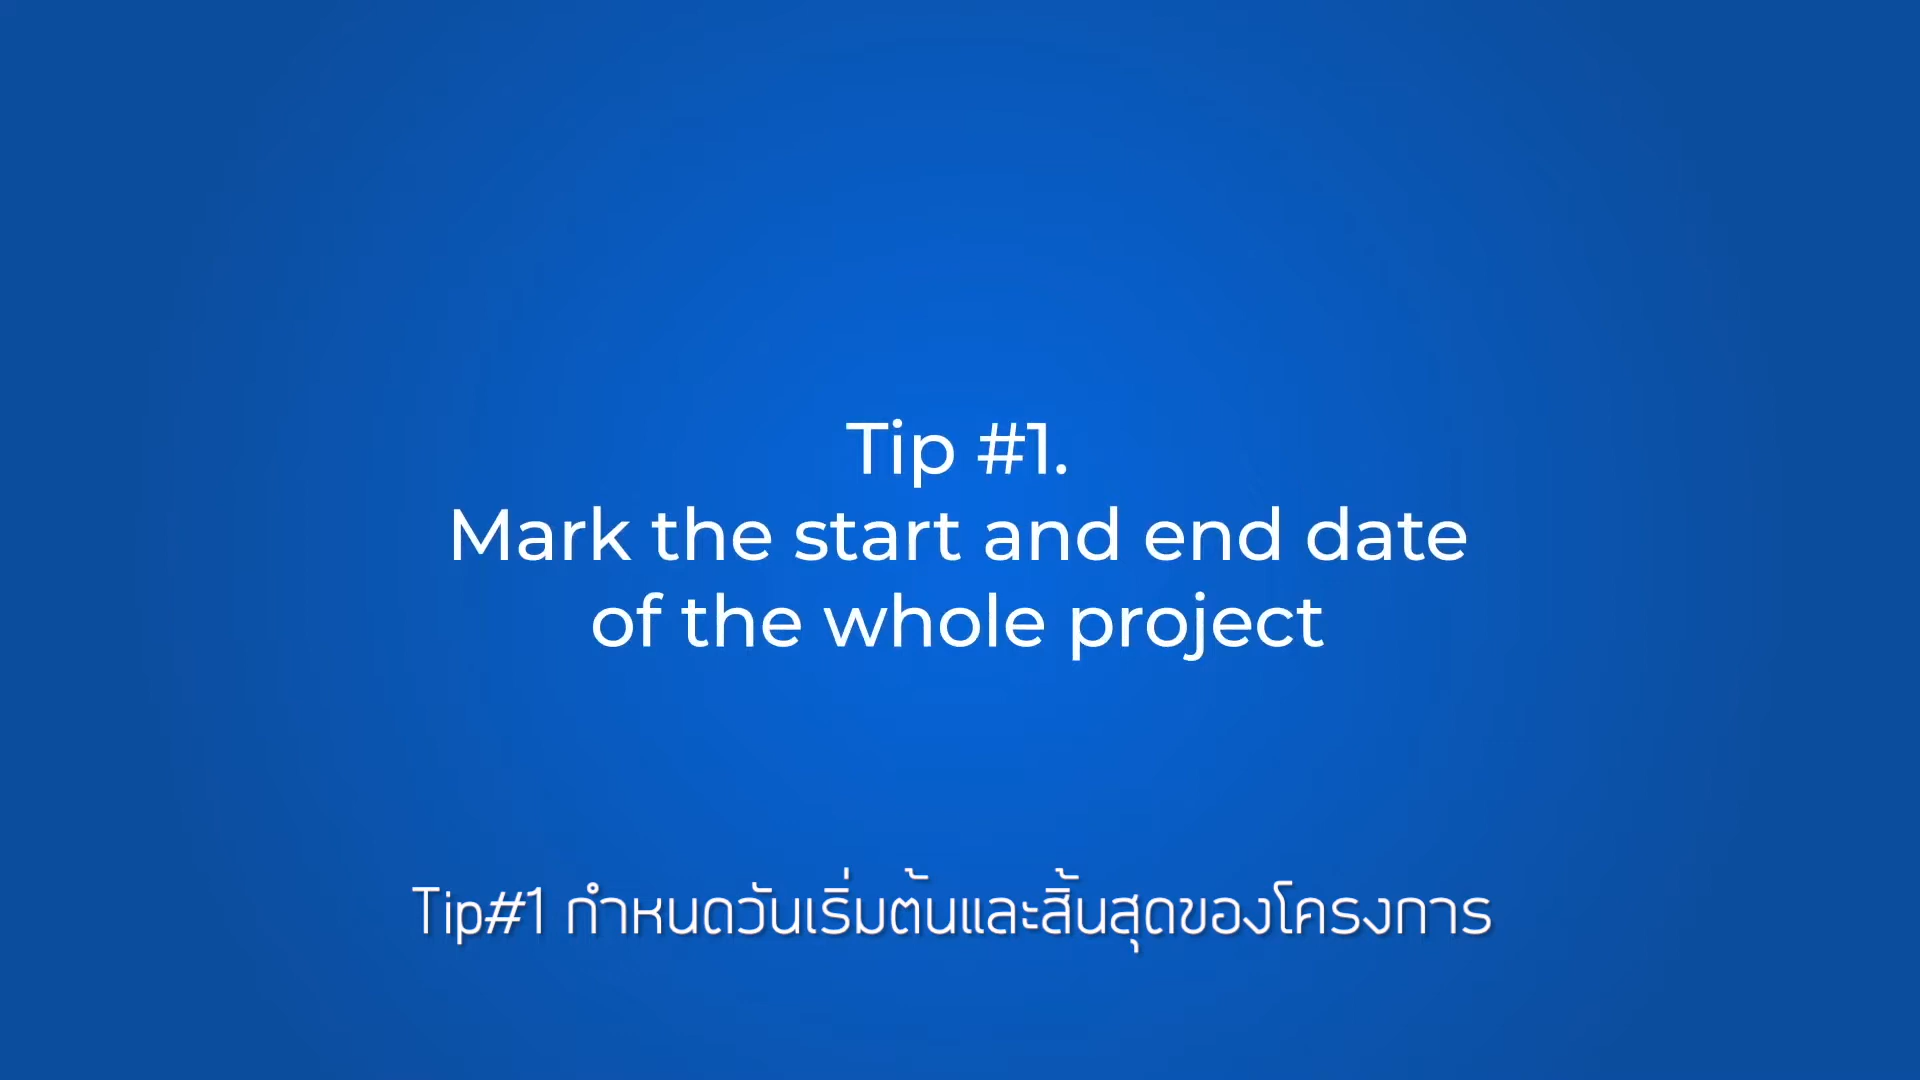 Tip #1.
Mark the start and end date
of the whole project
Tip#1 กำหนดวันเริ่มต้นและสิ้นสุดของโครงการ